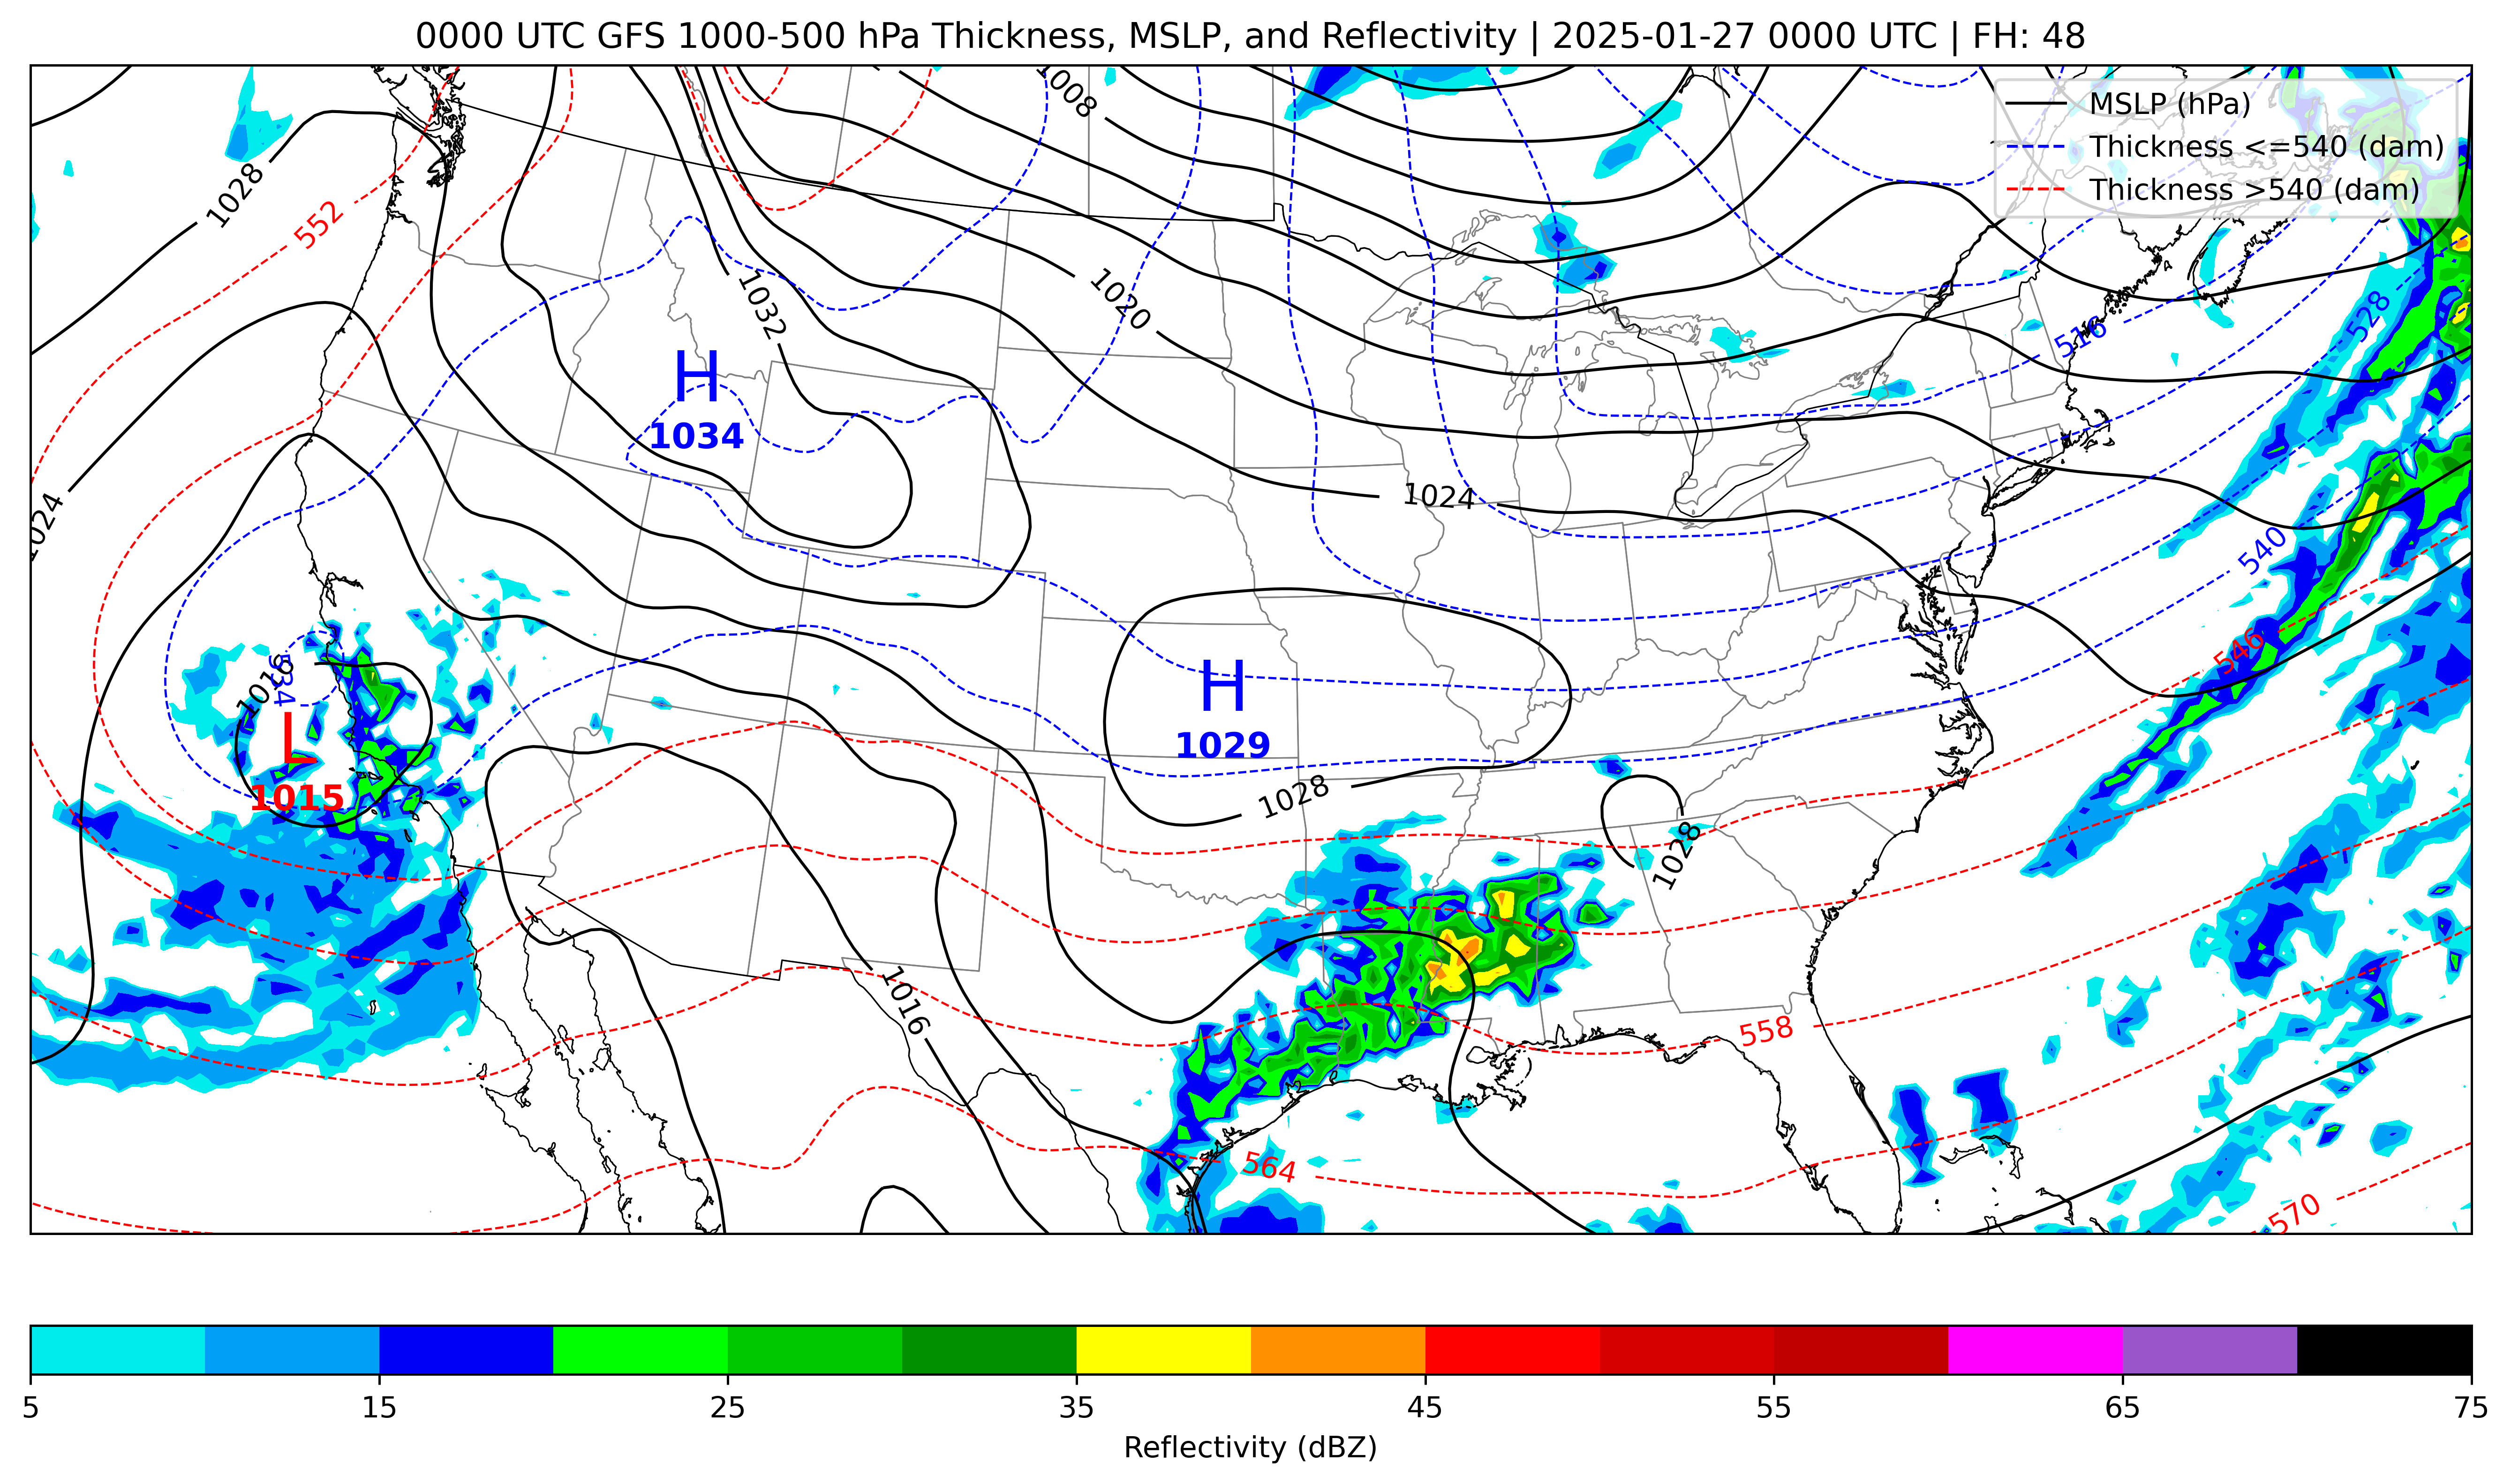 0000 UTC GFS 1000-500 hPa Thickness, MSLP, and Reflectivity | 2025-01-27 0000 UTC | FH: 48
MSLP (hPa)
Thickness <=540 (dam)
Thickness >540 (dam)
1008
1028
552
1032
1020
528
516
H
1034
1024
1024
540
546
1016
534
H
1029
L
1015
1028
1028
1016
558
564
570
5 15 25 35 45 55 65 75
Reflectivity (dBZ)